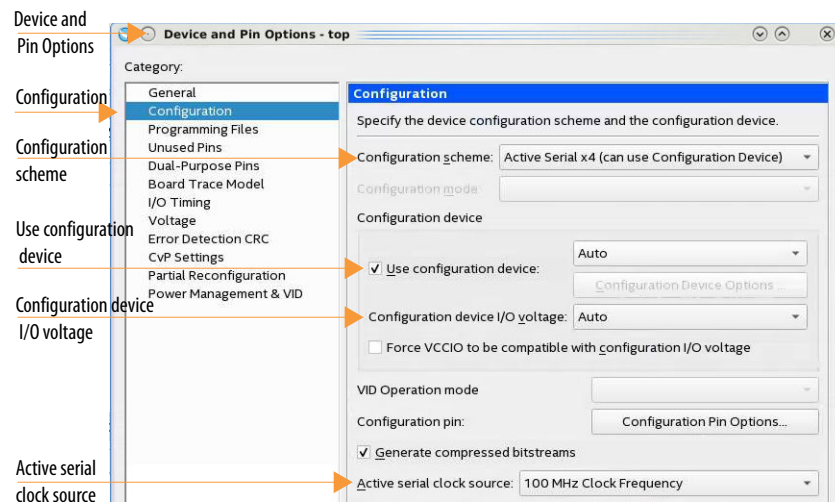 Device and
Pin Options
Configuration
Configuration
scheme
Use configuration
device
Configuration device
I/O voltage
Active serial
clock source
Device and Pin Options - top
Category:
General
Configuration
Programming Files
Unused Pins
Dual-Purpose Pins
Board Trace Model
I/O Timing
Voltage
Error Detection CRC
CvP Settings
Partial Reconfiguration
Power Management & VID
Configuration
Specify the device configuration scheme and the configuration device.
Configuration scheme: Active Serial x4 (can use Configuration Device)
Configuration mode:
Configuration device
Use configuration device: Auto
Configuration Device Options ...
Configuration device I/O voltage: Auto
Force VCCIO to be compatible with configuration I/O voltage
VID Operation mode
Configuration pin: Configuration Pin Options...
Generate compressed bitstreams
Active serial clock source: 100 MHz Clock Frequency